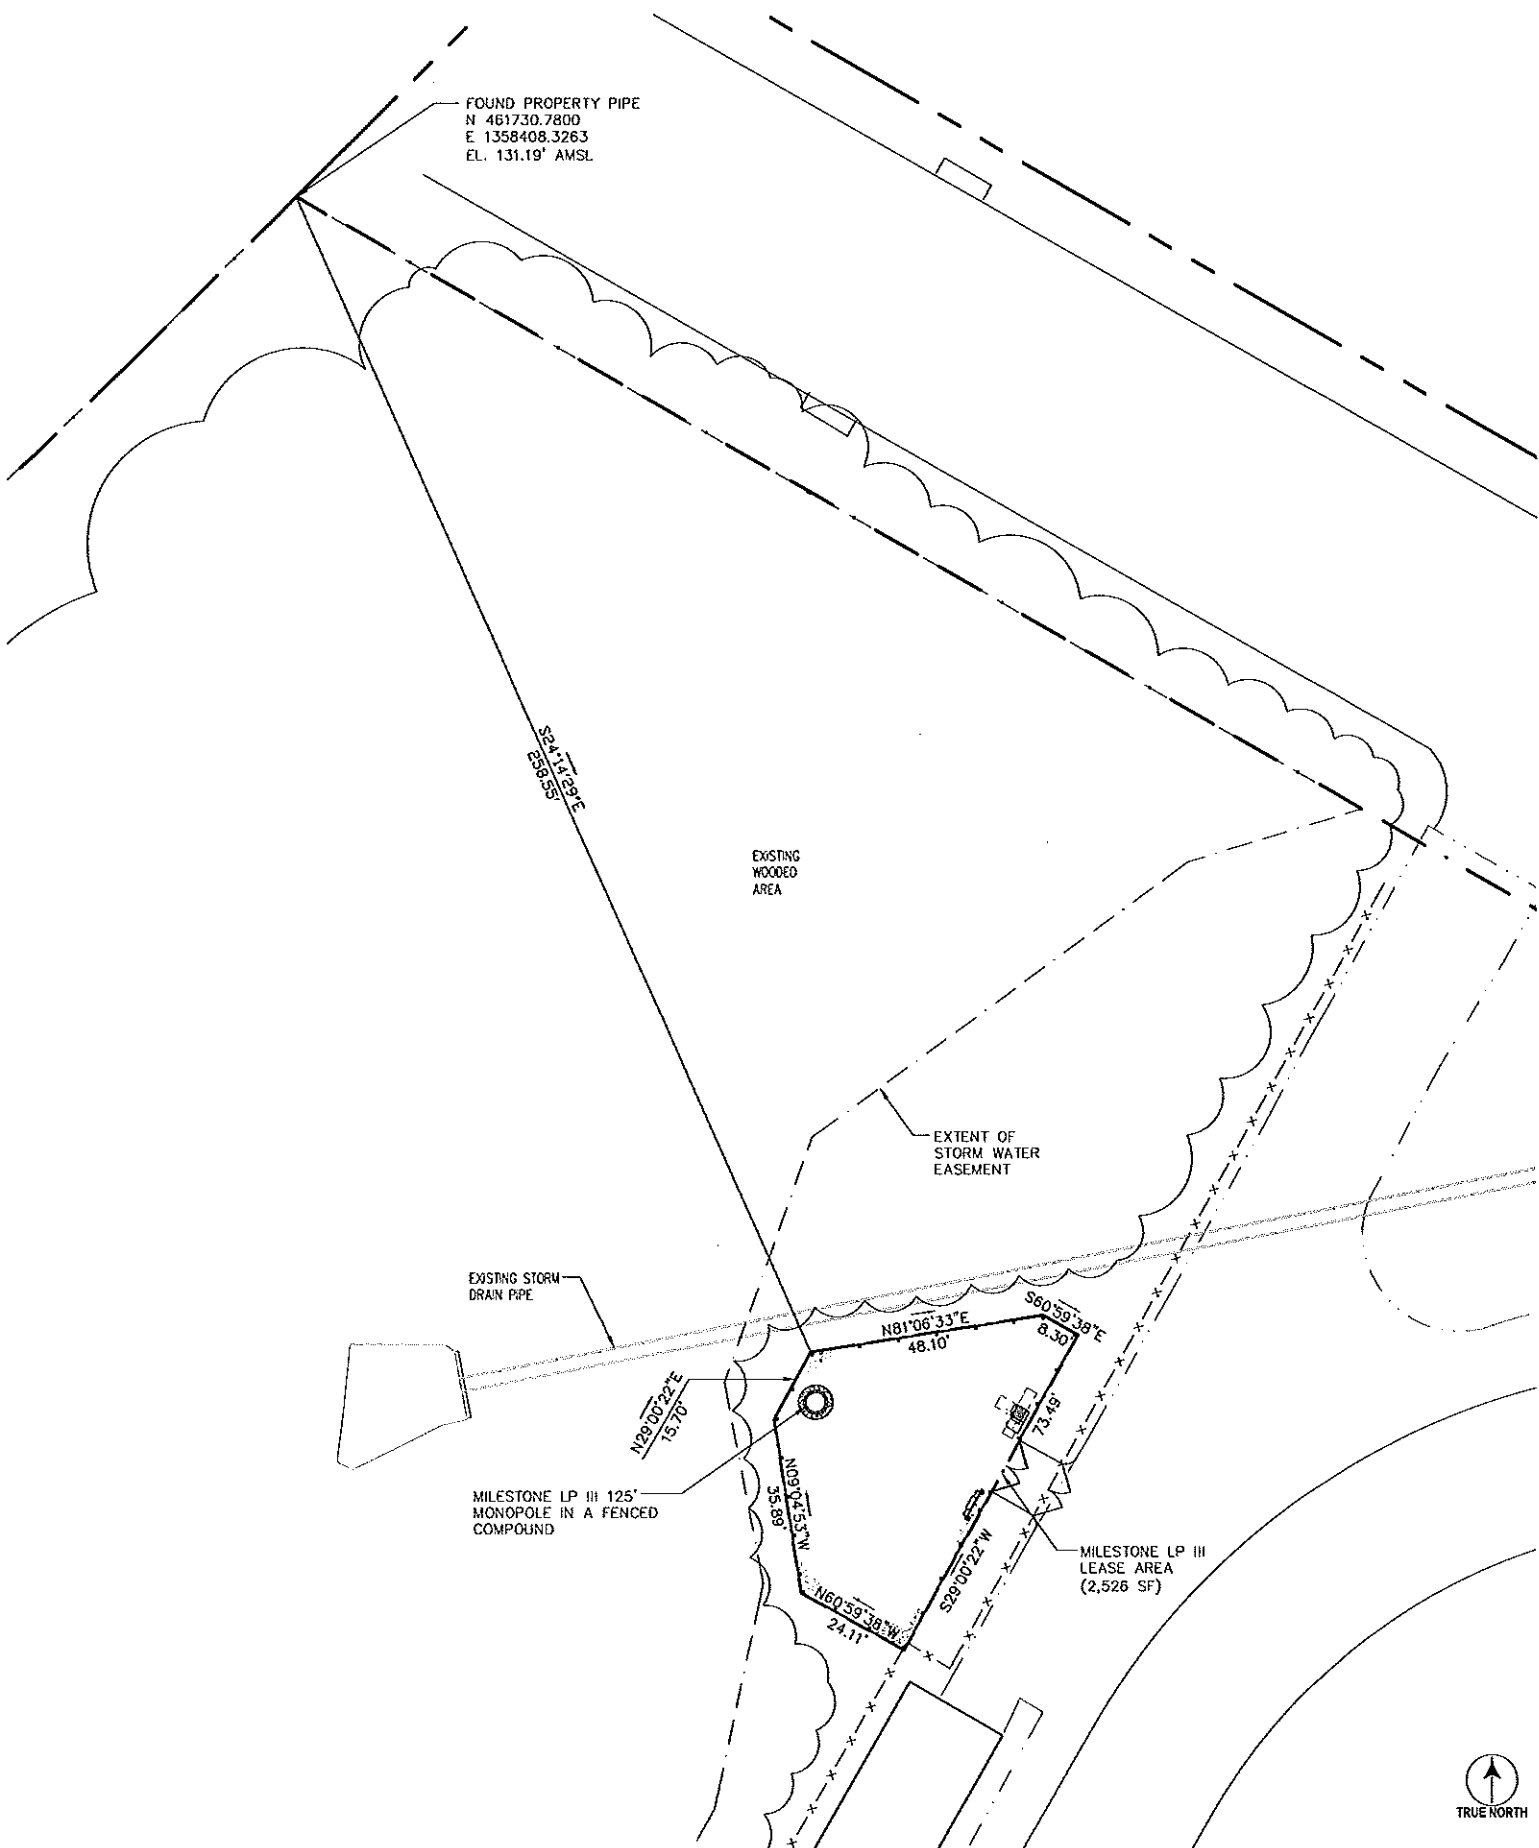 FOUND PROPERTY PIPE
N 461730.7800
E 1358408.3263
EL. 131.19' AMSL
S24°14'29"E
258.55'
EXISTING
WOODED
AREA
EXTENT OF
STORM WATER
EASEMENT
EXISTING STORM
DRAIN PIPE
N81°06'33"E
48.10'
S60°59'38"E
8.30'
N29°00'22"E
15.70'
73.49'
MILESTONE LP III 125'
MONOPOLE IN A FENCED
COMPOUND
N09°04'53"W
35.89'
S29°00'22"W
MILESTONE LP III
LEASE AREA
(2,526 SF)
N60°59'38"W
24.11'
TRUE NORTH